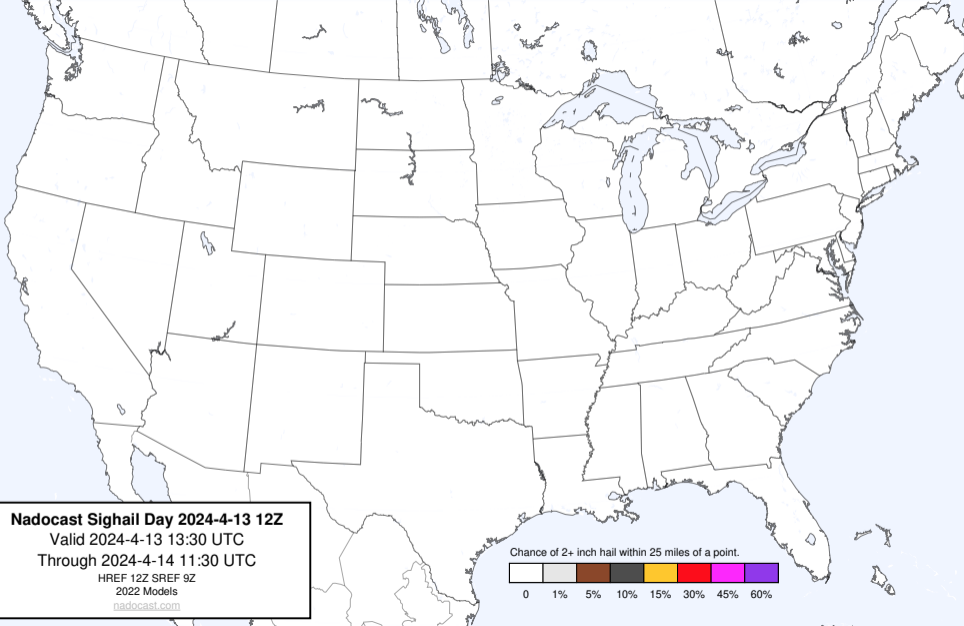 Nadocast Sighail Day 2024-4-13 12Z
Valid 2024-4-13 13:30 UTC
Through 2024-4-14 11:30 UTC
HREF 12Z SREF 9Z
2022 Models
nadocast.com
Chance of 2+ inch hail within 25 miles of a point.
0 1% 5% 10% 15% 30% 45% 60%